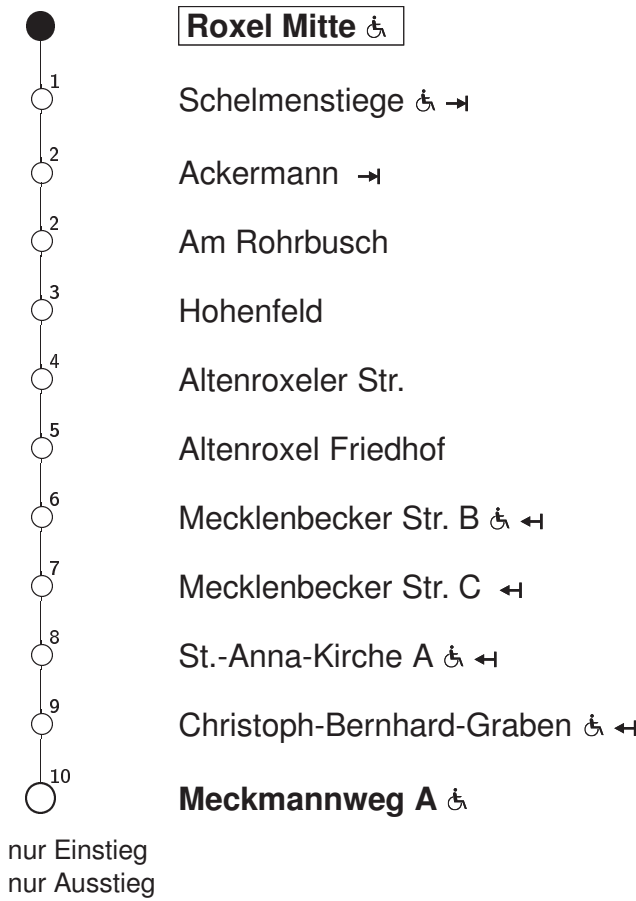 Roxel Mitte
1
Schelmenstiege
2
Ackermann
2
Am Rohrbusch
3
Hohenfeld
4
Altenroxeler Str.
5
Altenroxel Friedhof
6
Mecklenbecker Str. B
7
Mecklenbecker Str. C
8
St.-Anna-Kirche A
9
Christoph-Bernhard-Graben
10
Meckmannweg A
nur Einstieg
nur Ausstieg